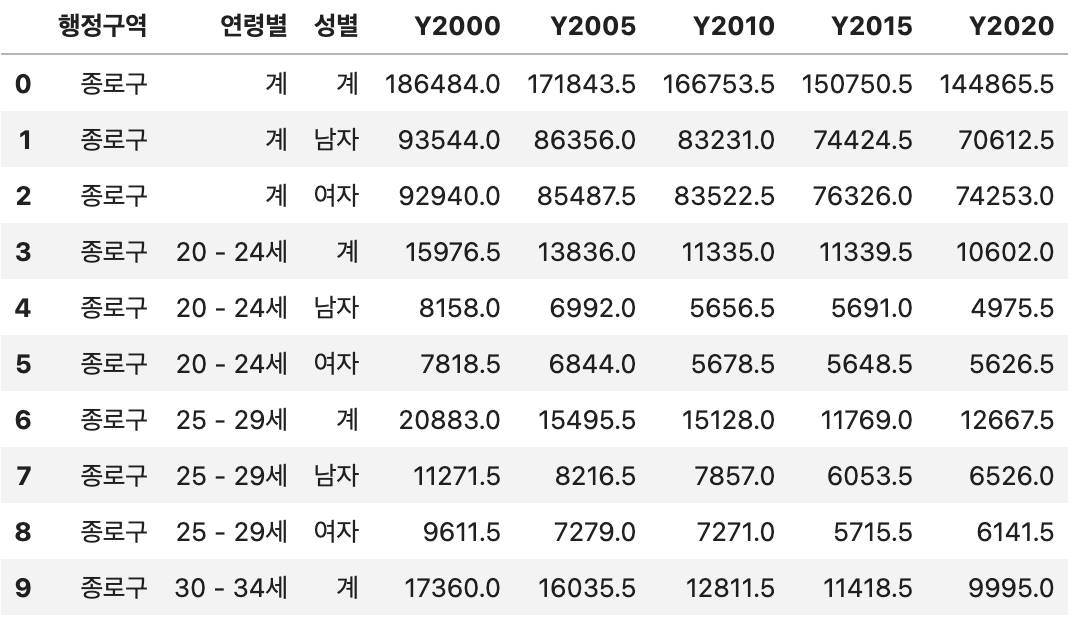 행정구역 연령별 성별 Y2000 Y2005 Y2010 Y2015 Y2020
0 종로구 계 계 186484.0 171843.5 166753.5 150750.5 144865.5
1 종로구 계 남자 93544.0 86356.0 83231.0 74424.5 70612.5
2 종로구 계 여자 92940.0 85487.5 83522.5 76326.0 74253.0
3 종로구 20 - 24세 계 15976.5 13836.0 11335.0 11339.5 10602.0
4 종로구 20 - 24세 남자 8158.0 6992.0 5656.5 5691.0 4975.5
5 종로구 20 - 24세 여자 7818.5 6844.0 5678.5 5648.5 5626.5
6 종로구 25 - 29세 계 20883.0 15495.5 15128.0 11769.0 12667.5
7 종로구 25 - 29세 남자 11271.5 8216.5 7857.0 6053.5 6526.0
8 종로구 25 - 29세 여자 9611.5 7279.0 7271.0 5715.5 6141.5
9 종로구 30 - 34세 계 17360.0 16035.5 12811.5 11418.5 9995.0